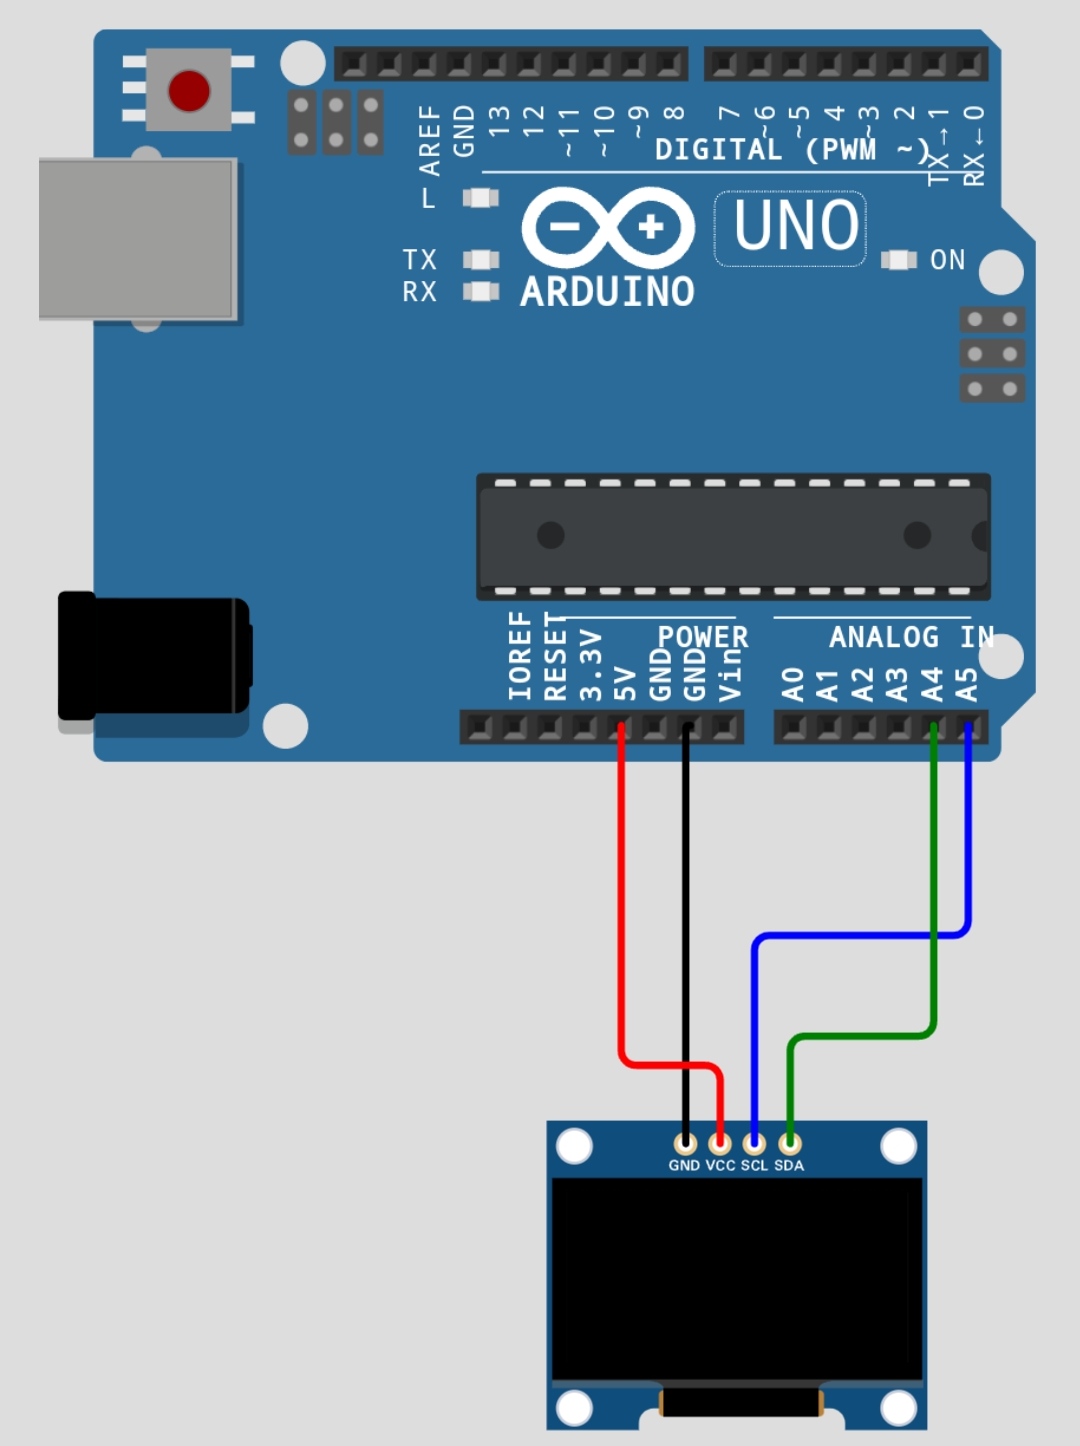 AREF
GND
13
12
~11
~10
~9
8
7
~6
~5
4
~3
2
TX→1
RX←0
DIGITAL (PWM ~)
L
TX
RX
UNO
ARDUINO
ON
IOREF
RESET
3.3V
5V
GND
GND
Vin
POWER
ANALOG IN
A0
A1
A2
A3
A4
A5
GND VCC SCL SDA